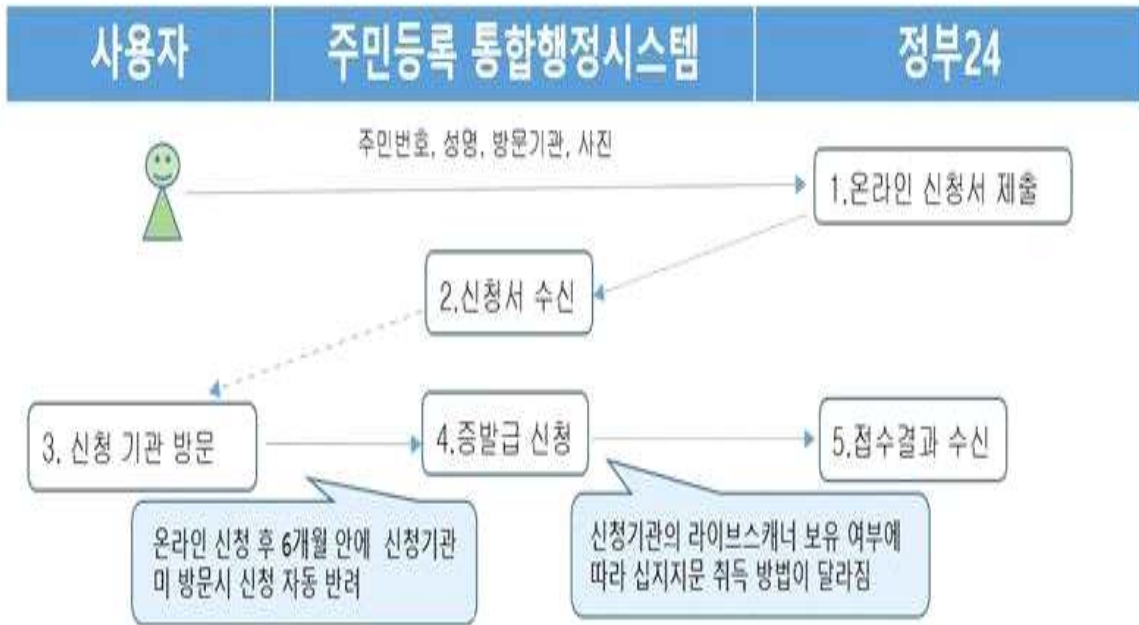 사용자
주민등록 통합행정시스템
정부24
주민번호, 성명, 방문기관, 사진
1.온라인 신청서 제출
2.신청서 수신
3. 신청 기관 방문
4.증발급 신청
5.접수결과 수신
온라인 신청 후 6개월 안에 신청기관
미 방문시 신청 자동 반려
신청기관의 라이브스캐너 보유 여부에
따라 십지지문 취득 방법이 달라짐